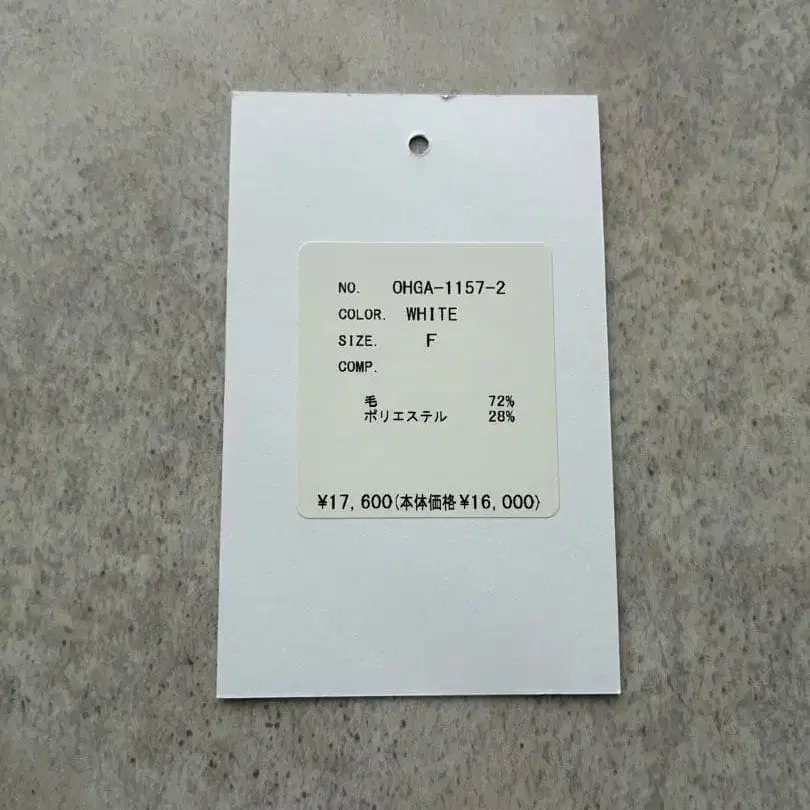 NO. OHGA-1157-2
COLOR. WHITE
SIZE. F
COMP.
毛 72%
ポリエステル 28%
¥17,600(本体価格¥16,000)